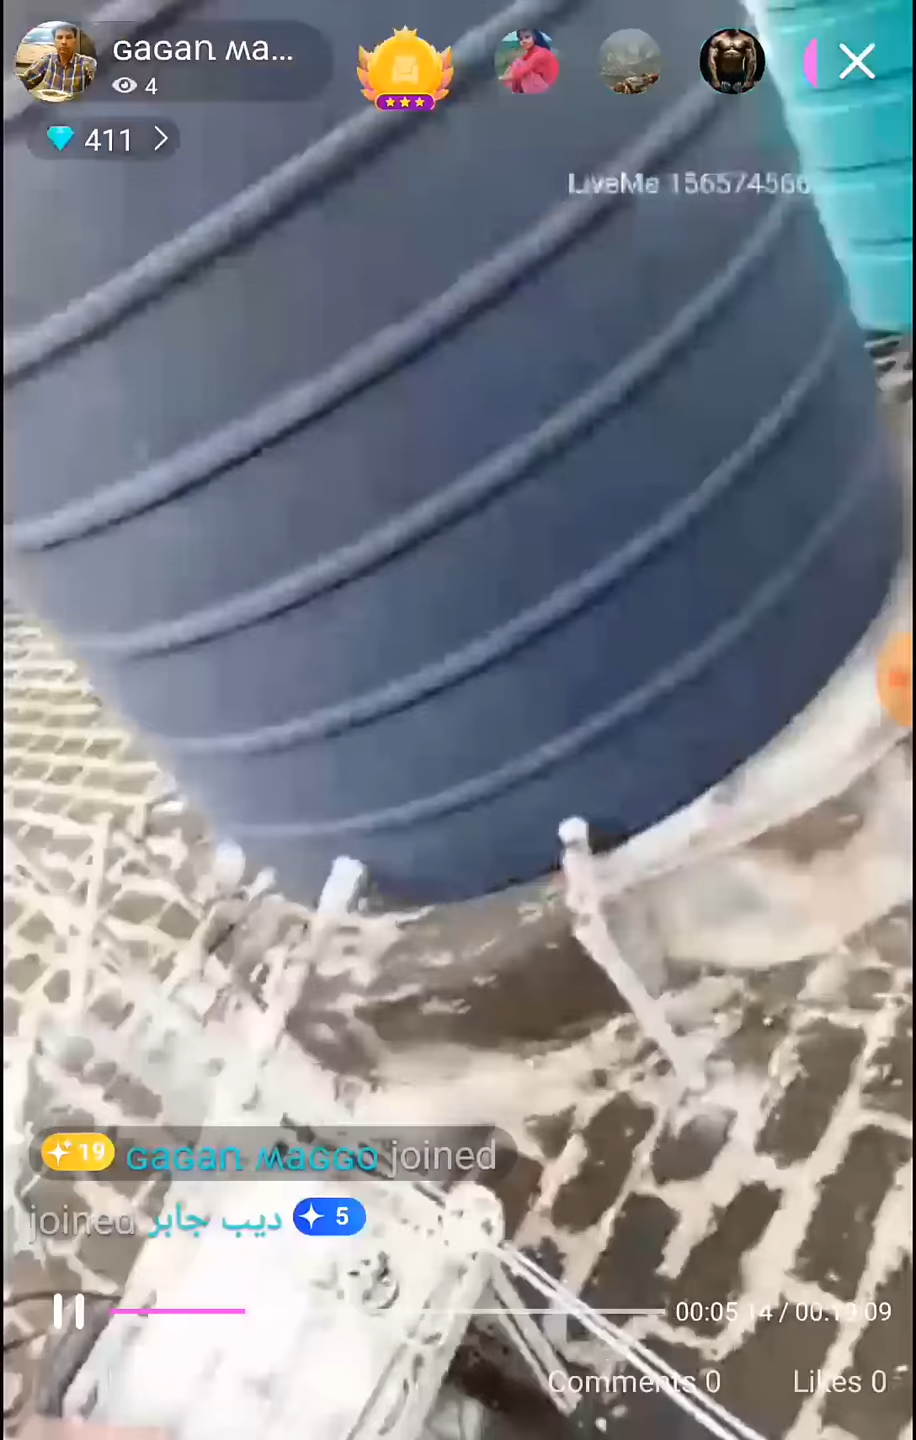 GAGAN MA...
4
411
LiveMe 156574566
19 GAGAN MAGGO joined
joined ديب جابر 5
00:05:14 / 00:19:09
Comments 0 Likes 0